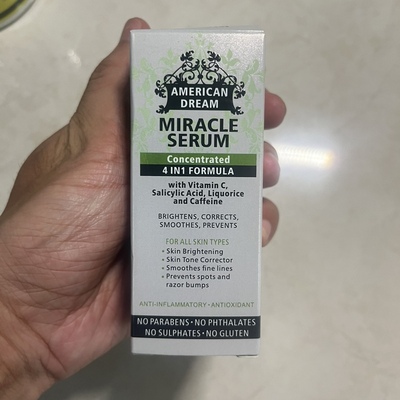 AMERICAN
DREAM
MIRACLE
SERUM
Concentrated
4 IN1 FORMULA
with Vitamin C,
Salicylic Acid, Liquorice
and Caffeine
BRIGHTENS, CORRECTS,
SMOOTHES, PREVENTS
FOR ALL SKIN TYPES
• Skin Brightening
• Skin Tone Corrector
• Smoothes fine lines
• Prevents spots and
razor bumps
ANTI-INFLAMMATORY • ANTIOXIDANT
NO PARABENS • NO PHTHALATES
NO SULPHATES • NO GLUTEN